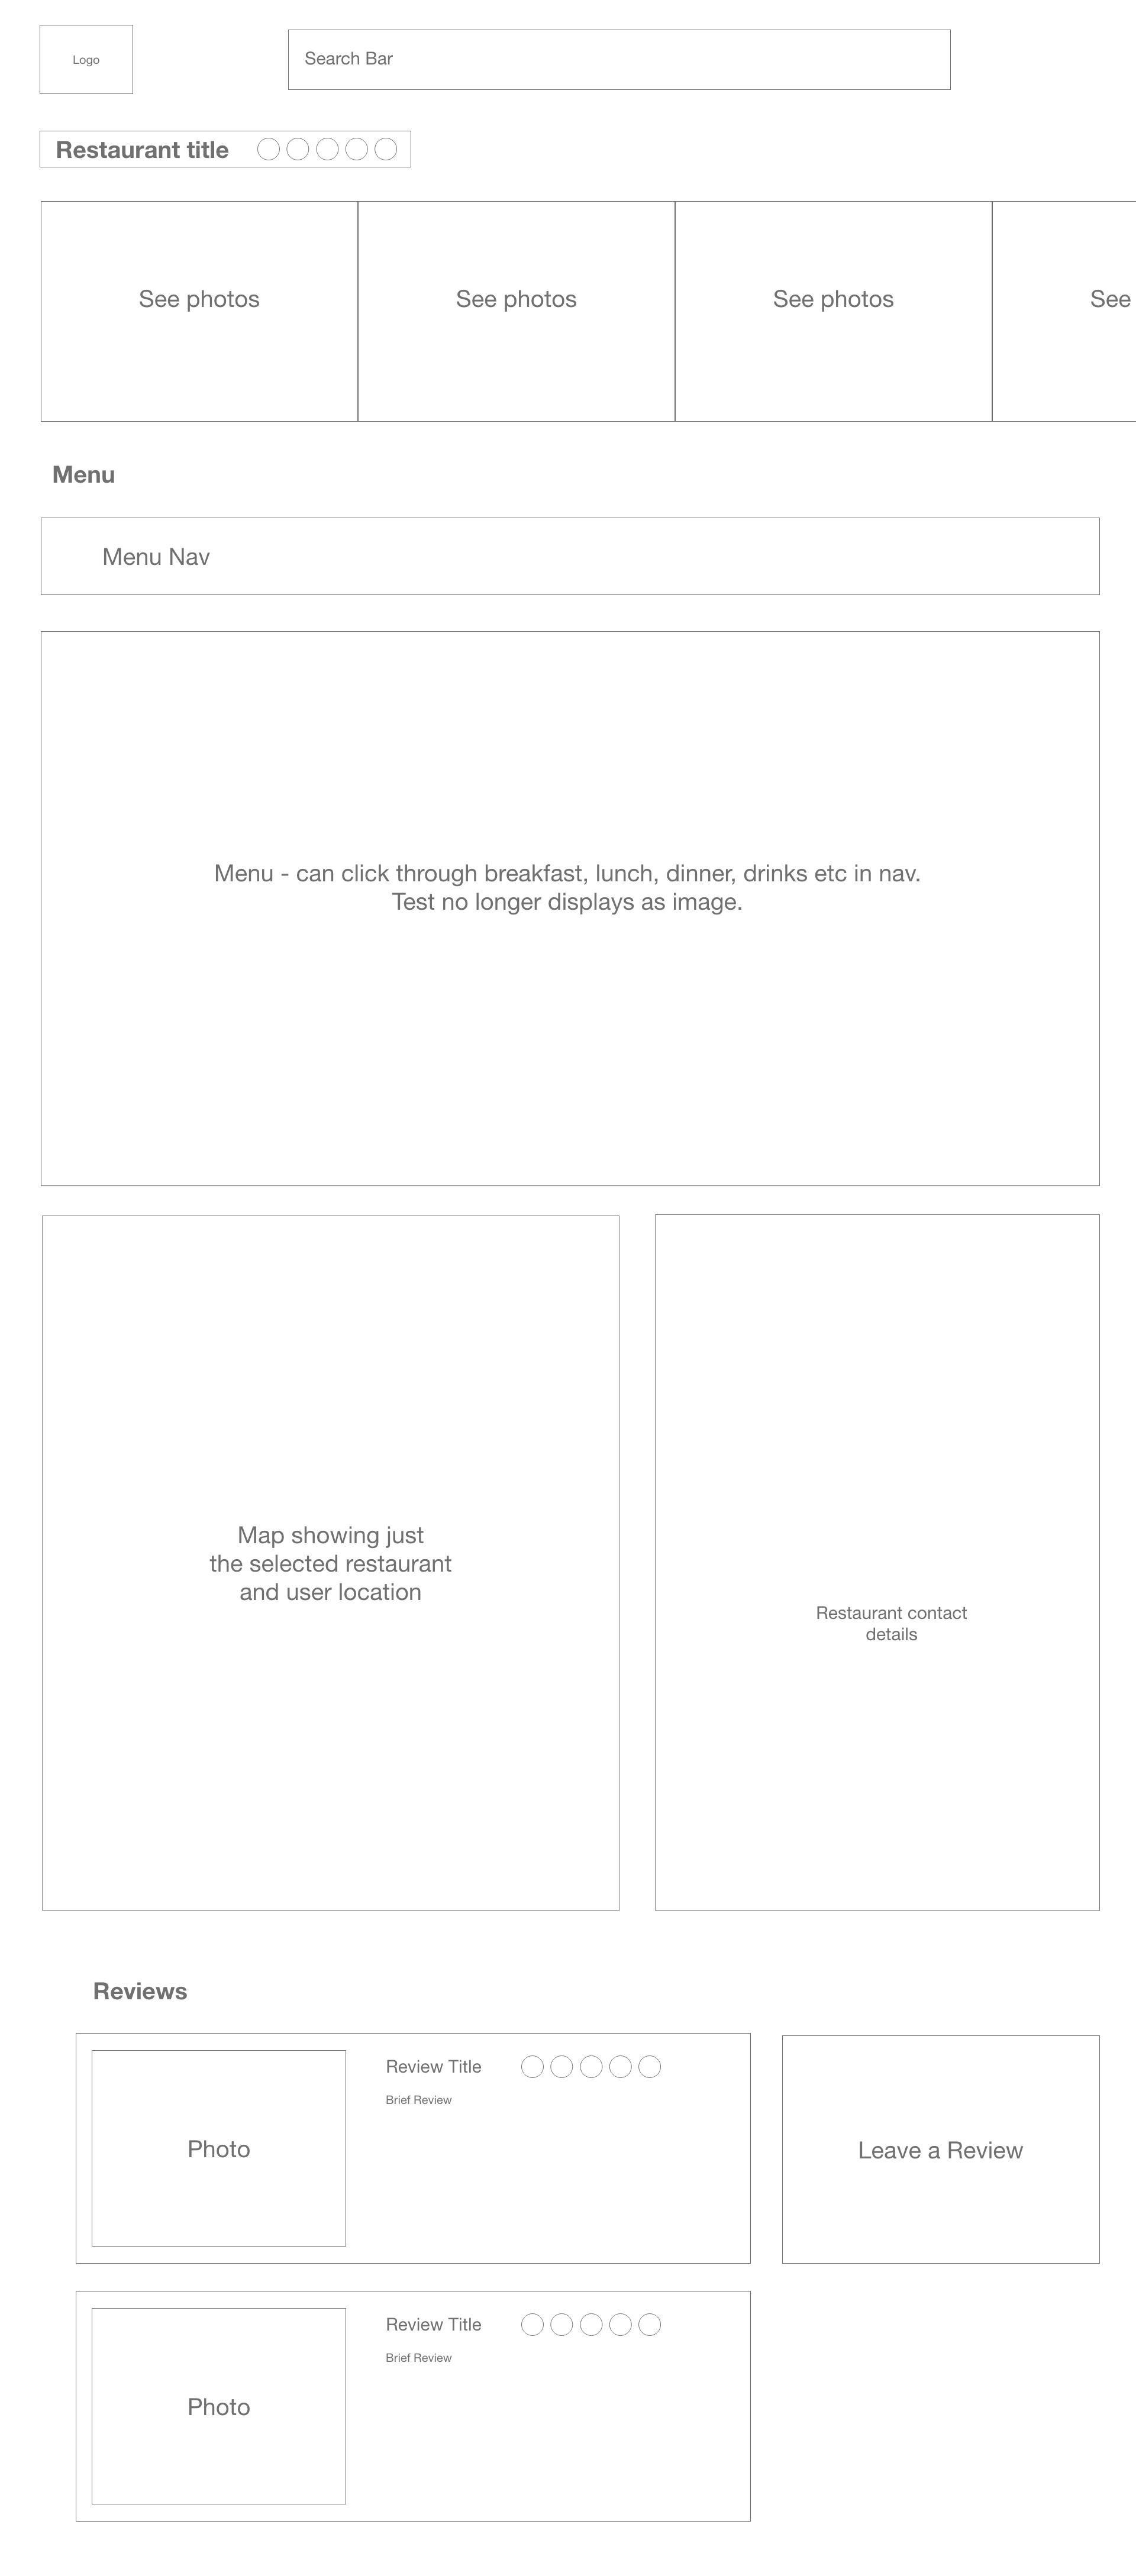 Logo
Search Bar
Restaurant title
See photos
See photos
See photos
See
Menu
Menu Nav
Menu - can click through breakfast, lunch, dinner, drinks etc in nav.
Test no longer displays as image.
Map showing just
the selected restaurant
and user location
Restaurant contact
details
Reviews
Review Title
Brief Review
Photo
Leave a Review
Review Title
Brief Review
Photo